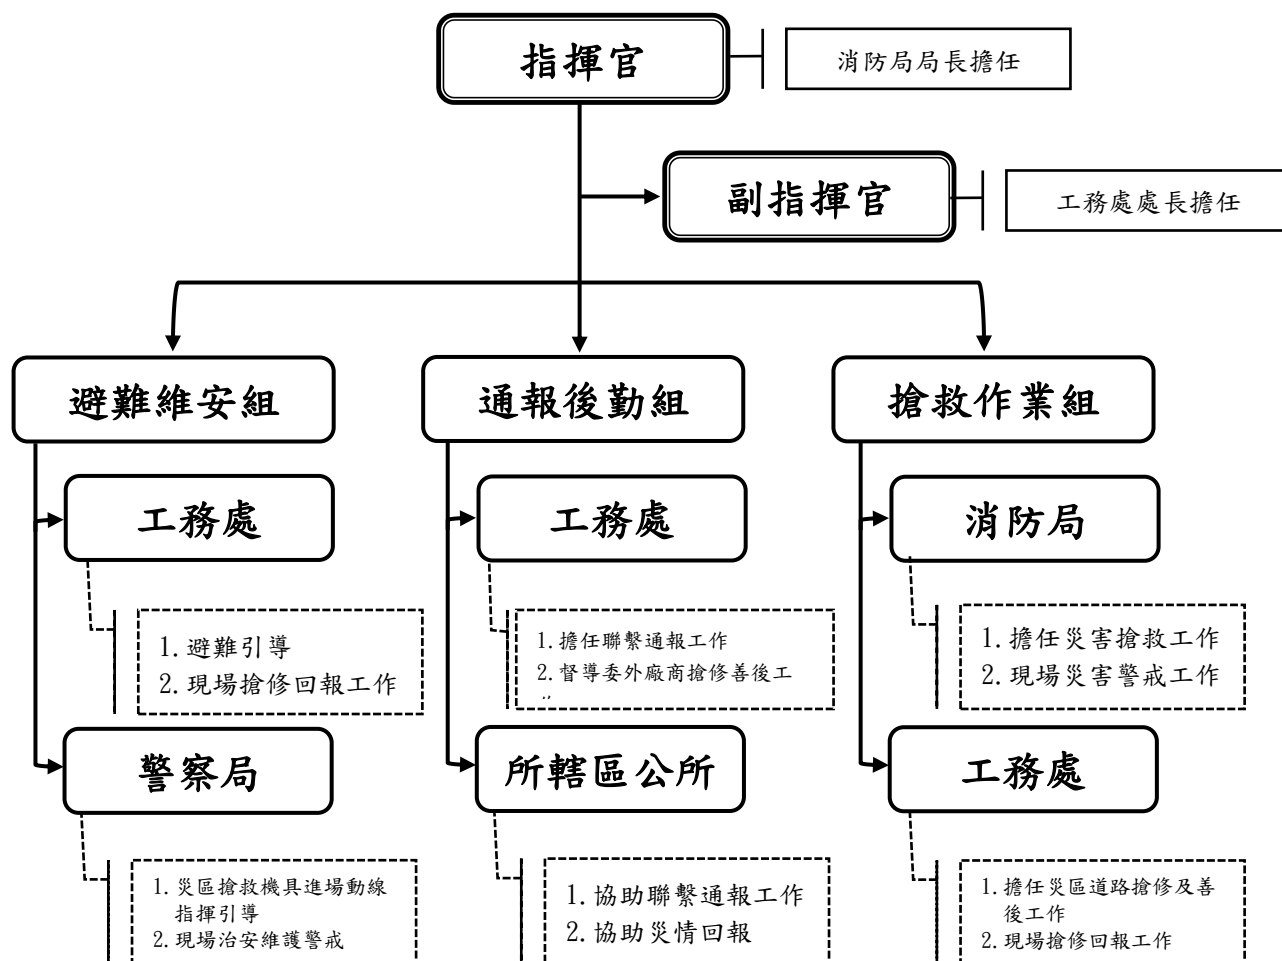 指揮官
消防局局長擔任
副指揮官
工務處處長擔任
避難維安組
通報後勤組
搶救作業組
工務處
工務處
消防局
1.避難引導
2.現場搶修回報工作
1.擔任聯繫通報工作
2.督導委外廠商搶修善後工
1.擔任災害搶救工作
2.現場災害警戒工作
警察局
所轄區公所
工務處
1.災區搶救機具進場動線
指揮引導
2.現場治安維護警戒
1.協助聯繫通報工作
2.協助災情回報
1.擔任災區道路搶修及善
後工作
2.現場搶修回報工作